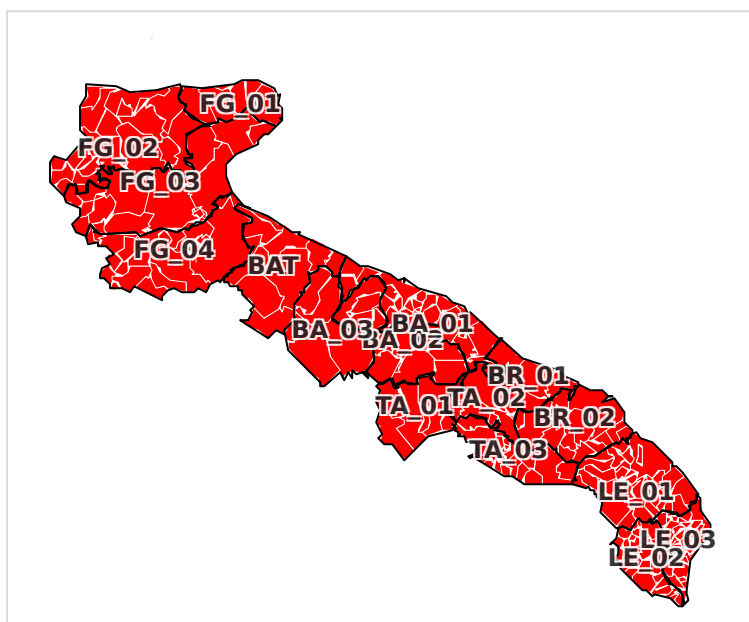 FG_01
FG_02
FG_03
FG_04
BAT
BA_01
BA_03
BA_02
BR_01
TA_02
TA_01
BR_02
TA_03
LE_01
LE_03
LE_02